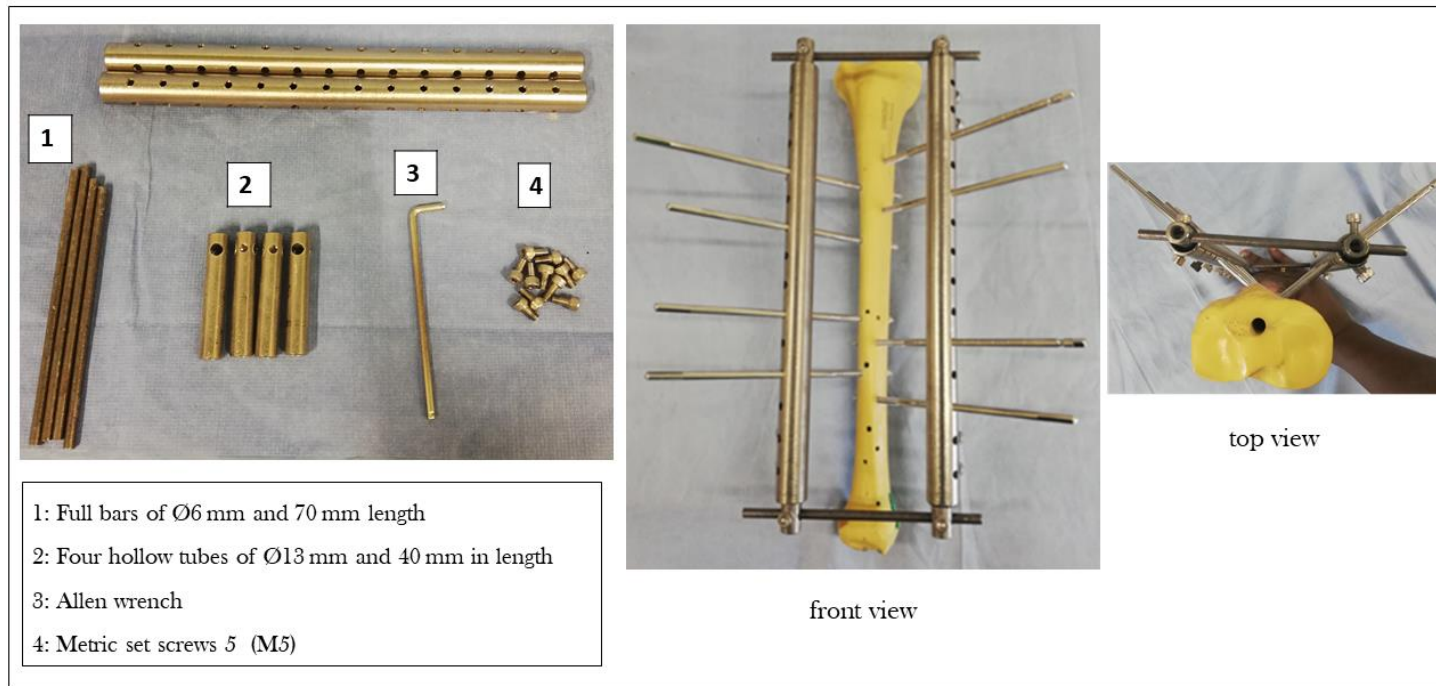 1
2
3
4
1: Full bars of Ø6 mm and 70 mm length
2: Four hollow tubes of Ø13 mm and 40 mm in length
3: Allen wrench
4: Metric set screws 5 (M5)
front view
top view